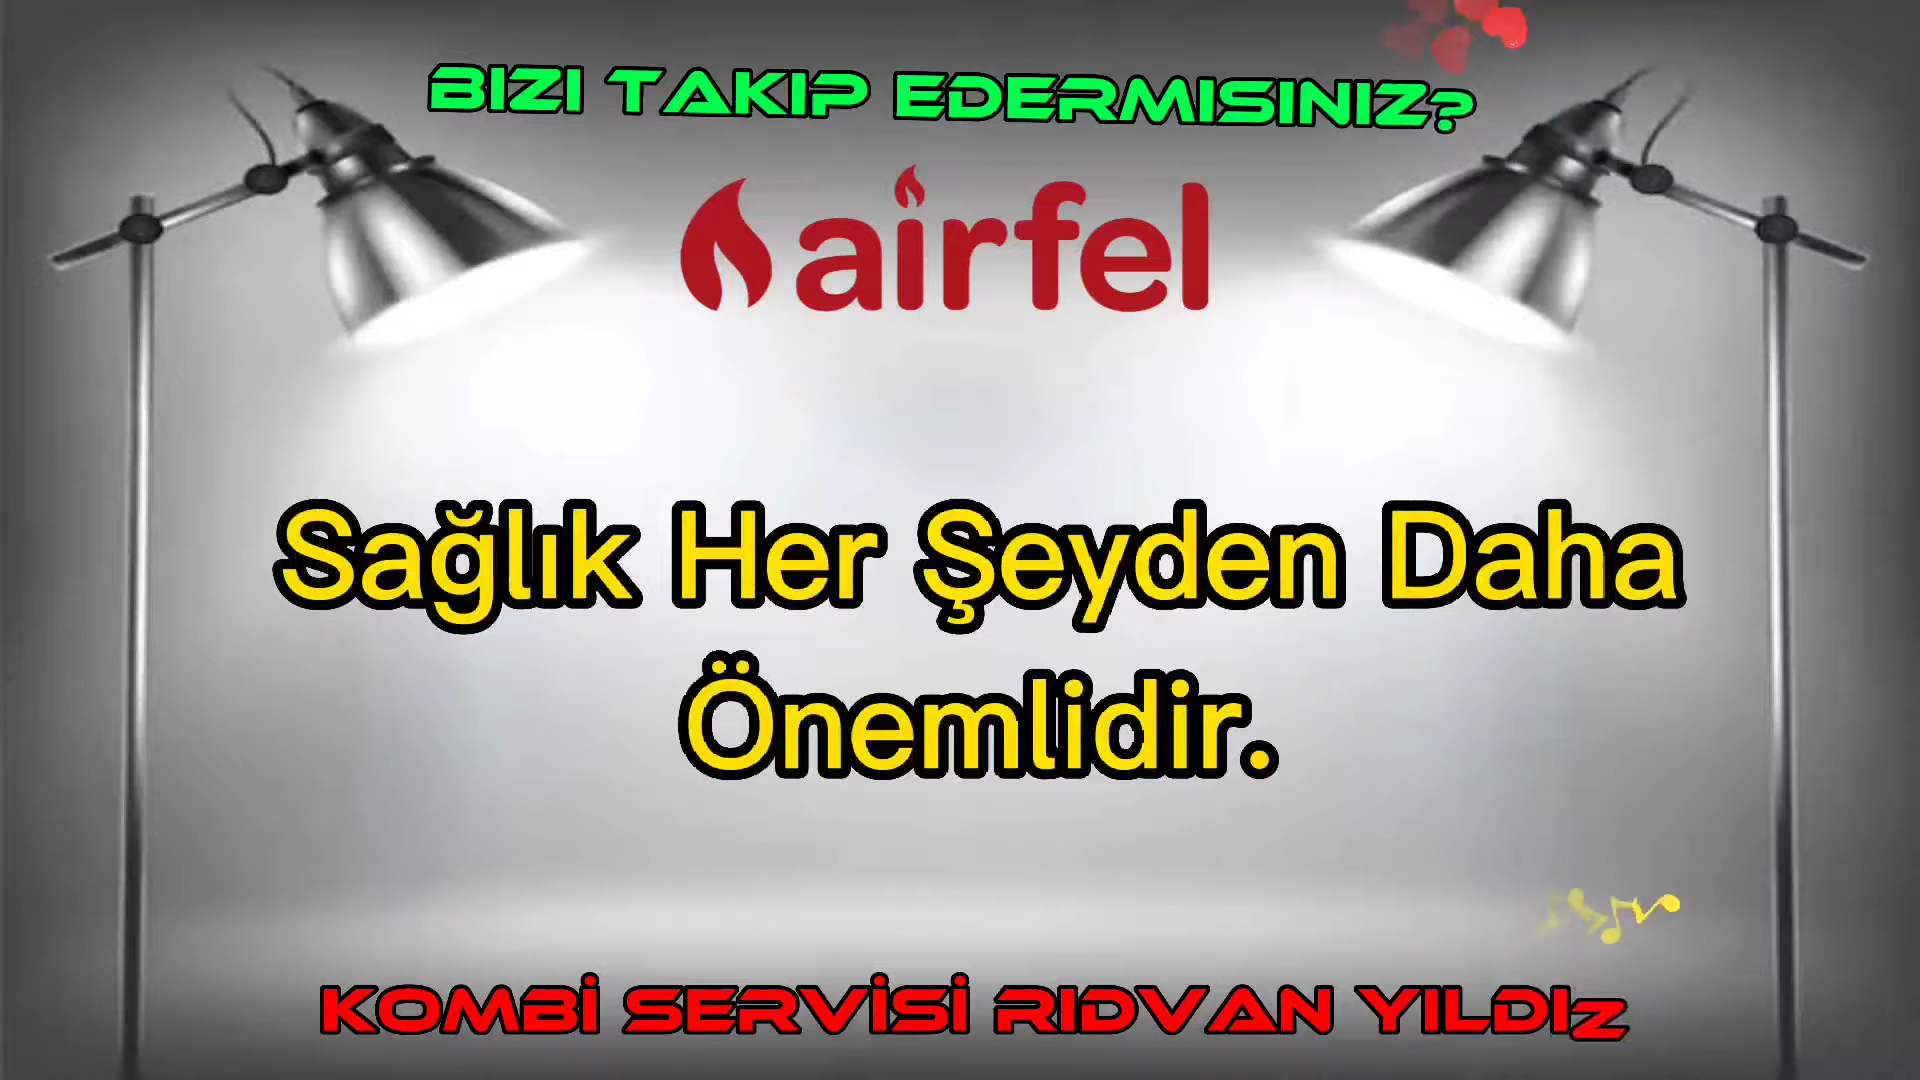 BIZI TAKIP EDERMISINIZ?
airfel
Sağlık Her Şeyden Daha
Önemlidir.
KOMBİ SERVİSİ RIDVAN YILDIZ